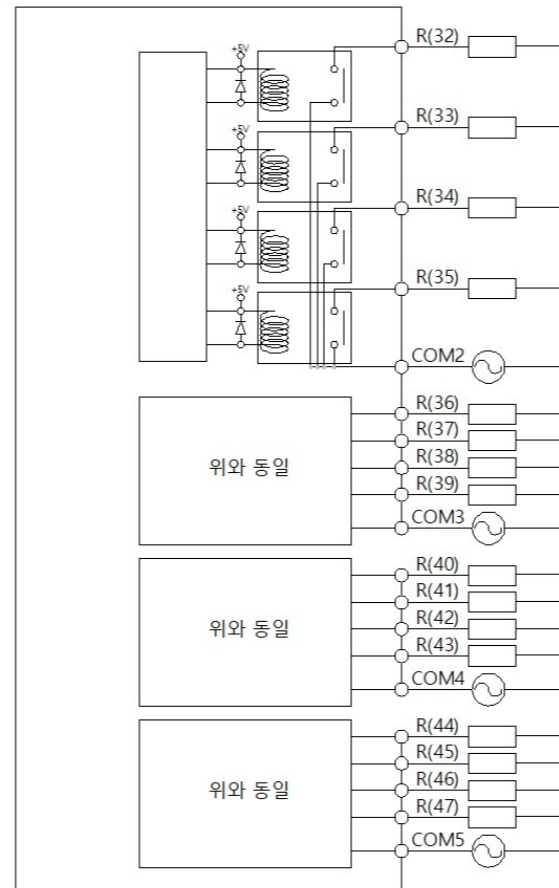 R(32)
+5V
R(33)
+5V
R(34)
+5V
R(35)
+5V
COM2
R(36)
R(37)
R(38)
위와 동일
R(39)
COM3
R(40)
R(41)
위와 동일
R(42)
R(43)
COM4
R(44)
R(45)
위와 동일
R(46)
R(47)
COM5